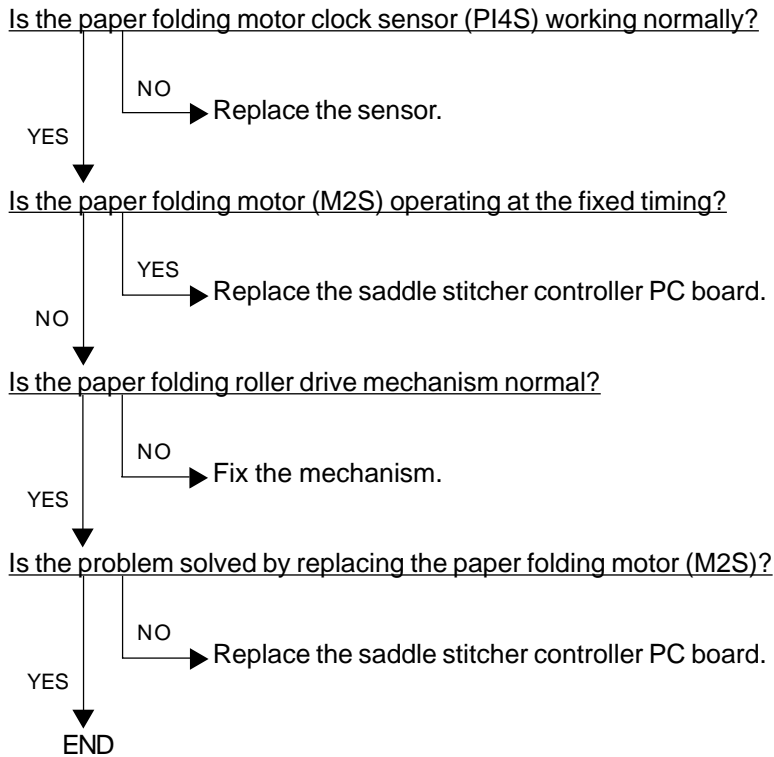 Is the paper folding motor clock sensor (PI4S) working normally?
NO
Replace the sensor.
YES
Is the paper folding motor (M2S) operating at the fixed timing?
YES
Replace the saddle stitcher controller PC board.
NO
Is the paper folding roller drive mechanism normal?
NO
Fix the mechanism.
YES
Is the problem solved by replacing the paper folding motor (M2S)?
NO
Replace the saddle stitcher controller PC board.
YES
END